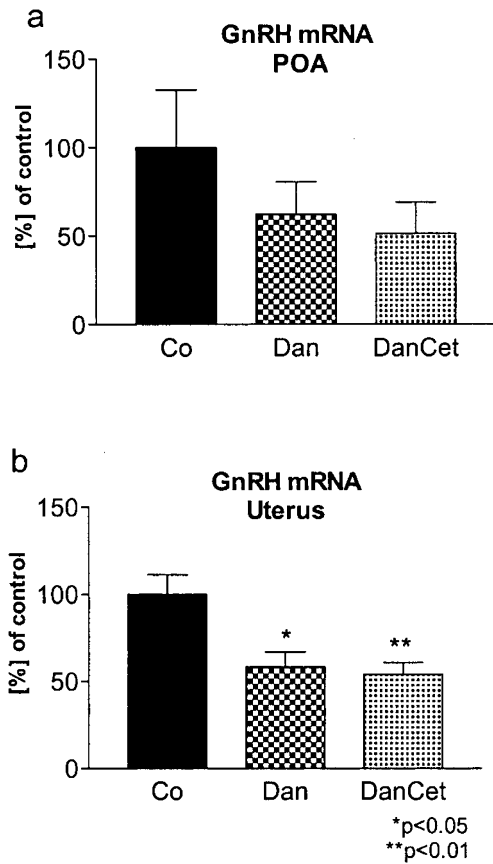 a
GnRH mRNA
POA
[%] of control
150
100
50
0
Co Dan DanCet
b
GnRH mRNA
Uterus
[%] of control
150
100
50
0
*
**
Co Dan DanCet
*p<0.05
**p<0.01